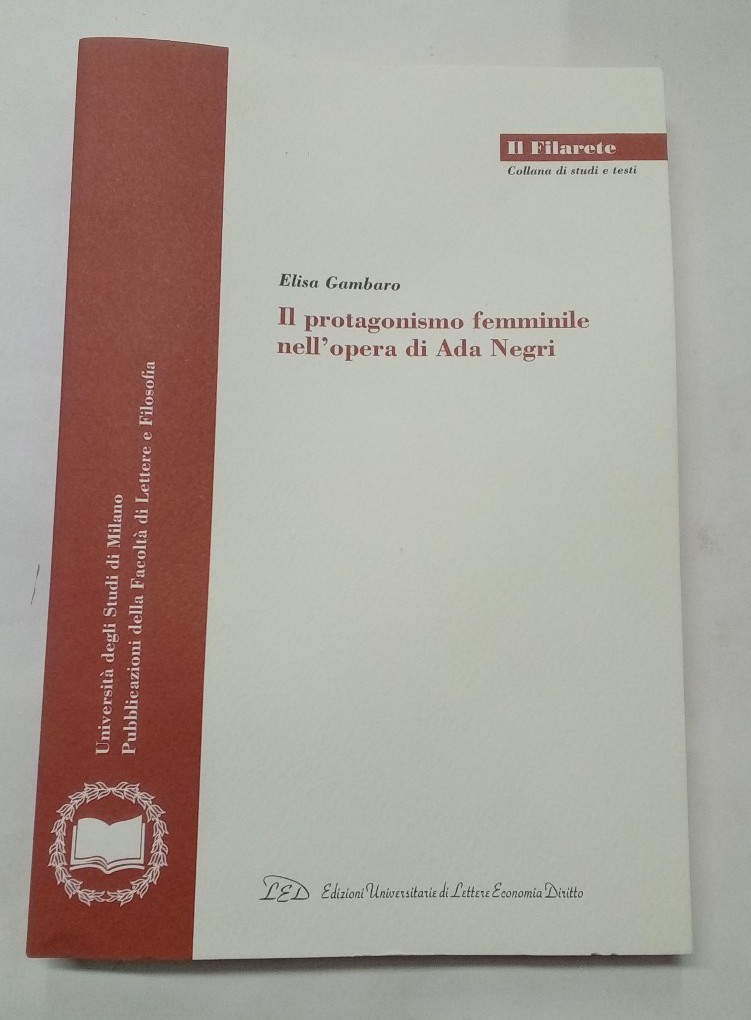 Il Filarete
Collana di studi e testi
Elisa Gambaro
Il protagonismo femminile
nell'opera di Ada Negri
Università degli Studi di Milano
Pubblicazioni della Facoltà di Lettere e Filosofia
LED Edizioni Universitarie di Lettere Economia Diritto